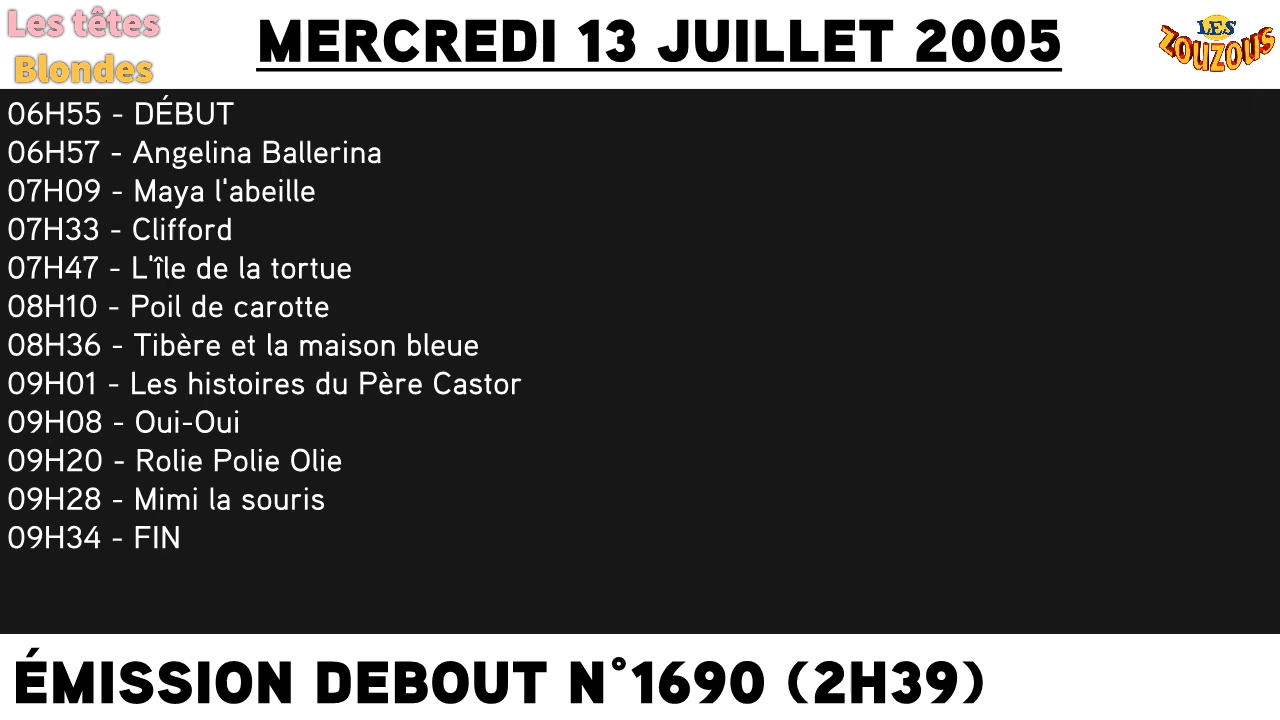 Les têtes
Blondes
MERCREDI 13 JUILLET 2005
LES
ZOUZOUS
06H55 - DÉBUT
06H57 - Angelina Ballerina
07H09 - Maya l'abeille
07H33 - Clifford
07H47 - L'île de la tortue
08H10 - Poil de carotte
08H36 - Tibère et la maison bleue
09H01 - Les histoires du Père Castor
09H08 - Oui-Oui
09H20 - Rolie Polie Olie
09H28 - Mimi la souris
09H34 - FIN
ÉMISSION DEBOUT N°1690 (2H39)